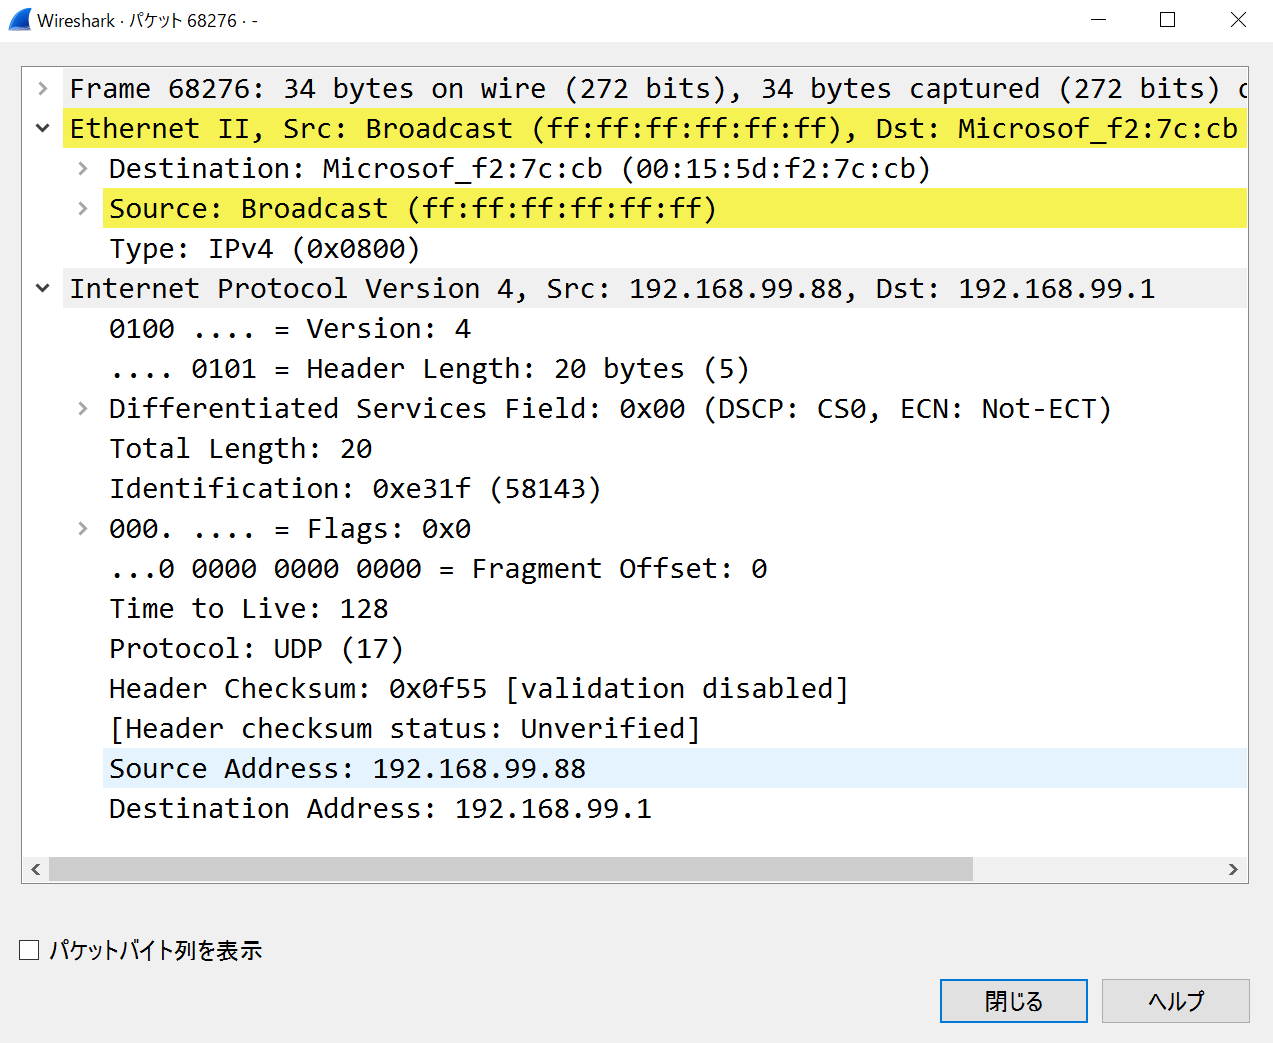 Wireshark · パケット 68276 · -
Frame 68276: 34 bytes on wire (272 bits), 34 bytes captured (272 bits) o
Ethernet II, Src: Broadcast (ff:ff:ff:ff:ff:ff), Dst: Microsof_f2:7c:cb
Destination: Microsof_f2:7c:cb (00:15:5d:f2:7c:cb)
Source: Broadcast (ff:ff:ff:ff:ff:ff)
Type: IPv4 (0x0800)
Internet Protocol Version 4, Src: 192.168.99.88, Dst: 192.168.99.1
0100 .... = Version: 4
.... 0101 = Header Length: 20 bytes (5)
Differentiated Services Field: 0x00 (DSCP: CS0, ECN: Not-ECT)
Total Length: 20
Identification: 0xe31f (58143)
000. .... = Flags: 0x0
...0 0000 0000 0000 = Fragment Offset: 0
Time to Live: 128
Protocol: UDP (17)
Header Checksum: 0x0f55 [validation disabled]
[Header checksum status: Unverified]
Source Address: 192.168.99.88
Destination Address: 192.168.99.1
パケットバイト列を表示
閉じる
ヘルプ